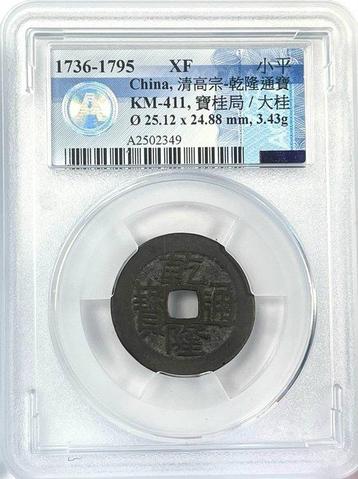 1736-1795 XF 小平
China, 清高宗-乾隆通寶
KM-411, 寶桂局 / 大桂
Ø 25.12 x 24.88 mm, 3.43g
A2502349
乾隆通寶